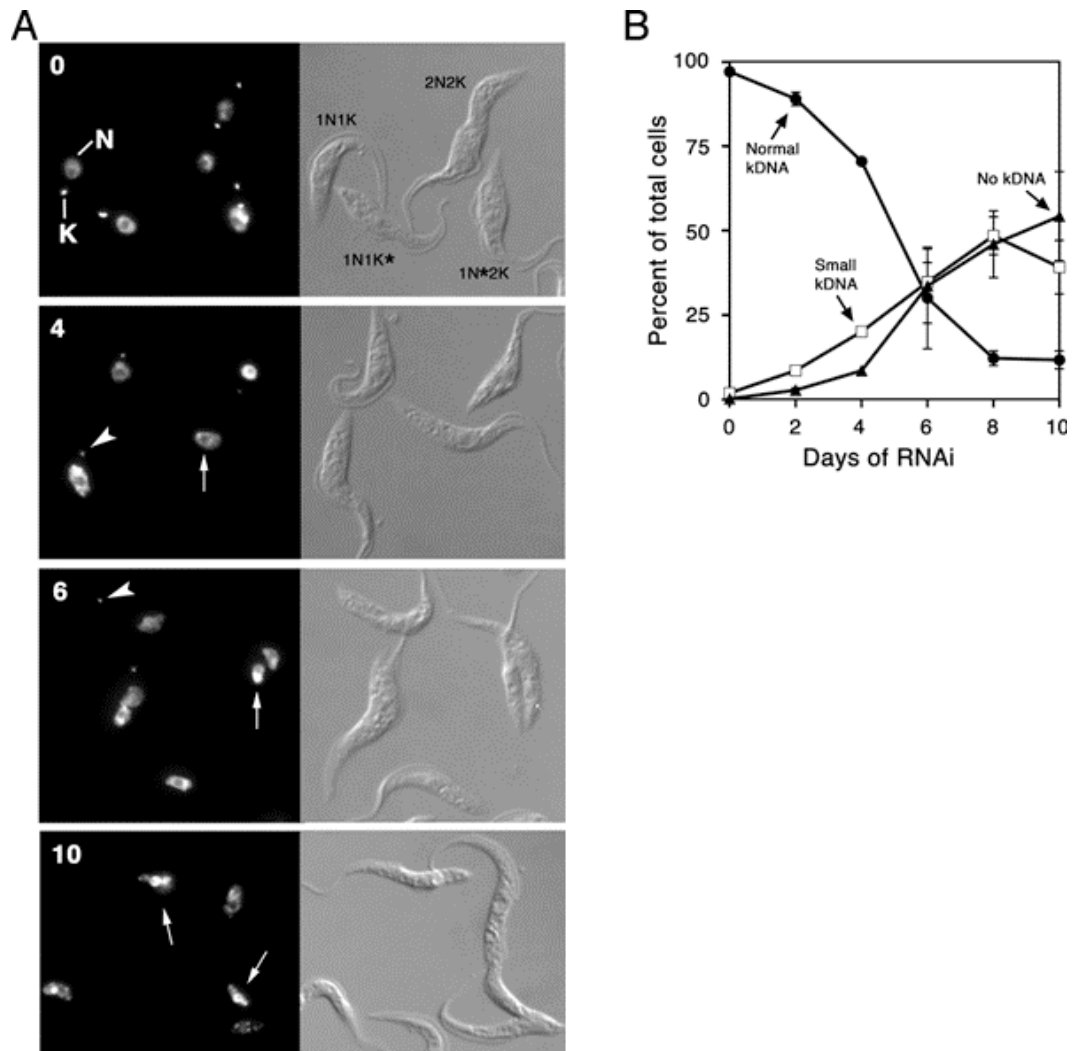 A
0
N
K
1N1K
2N2K
1N1K*
1N*2K
4
6
10
B
100
75
50
25
0
Percent of total cells
Normal
kDNA
Small
kDNA
No kDNA
0 2 4 6 8 10
Days of RNAi